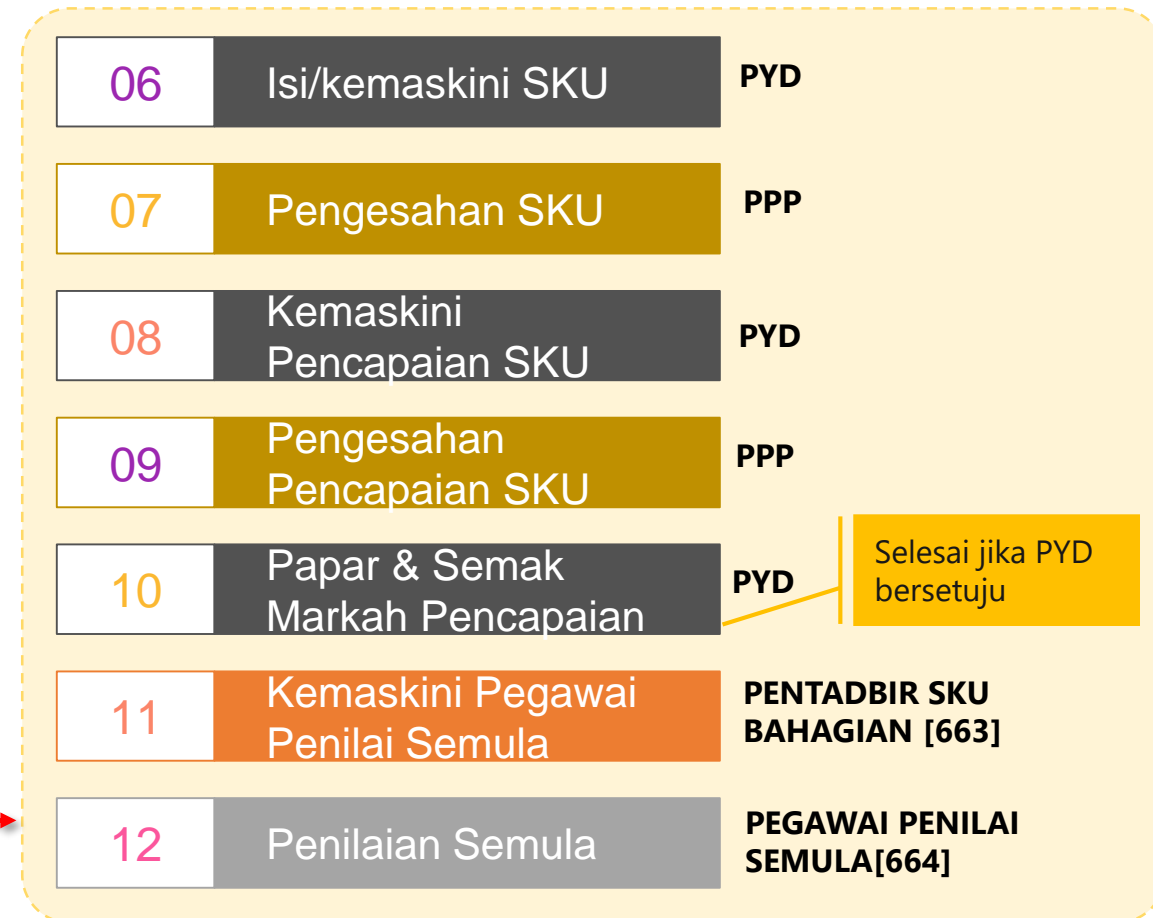 06
Isi/kemaskini SKU
PYD
07
Pengesahan SKU
PPP
08
Kemaskini
Pencapaian SKU
PYD
09
Pengesahan
Pencapaian SKU
PPP
10
Papar & Semak
Markah Pencapaian
PYD
Selesai jika PYD
bersetuju
11
Kemaskini Pegawai
Penilai Semula
PENTADBIR SKU
BAHAGIAN [663]
12
Penilaian Semula
PEGAWAI PENILAI
SEMULA[664]